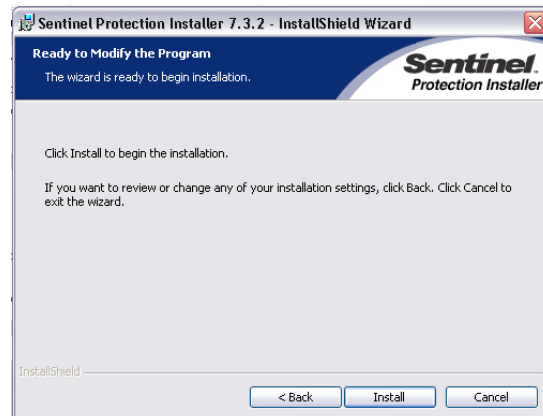 Sentinel Protection Installer 7.3.2 - InstallShield Wizard
Ready to Modify the Program
The wizard is ready to begin installation.
Sentinel.
Protection Installer
Click Install to begin the installation.
If you want to review or change any of your installation settings, click Back. Click Cancel to
exit the wizard.
InstallShield
< Back Install Cancel